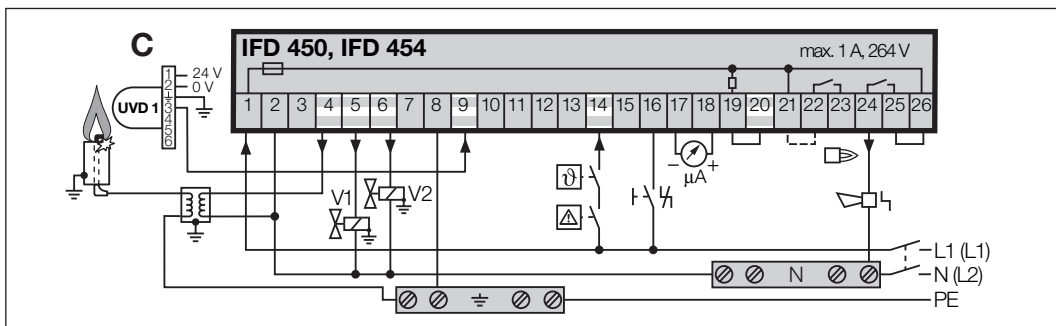 C
IFD 450, IFD 454
max. 1 A, 264 V
1 24 V
2 0 V
3
4
5
6
UVD 1
1 2 3 4 5 6 7 8 9 10 11 12 13 14 15 16 17 18 19 20 21 22 23 24 25 26
− +
µA
ϑ
V1 V2
L1 (L1)
N N (L2)
PE